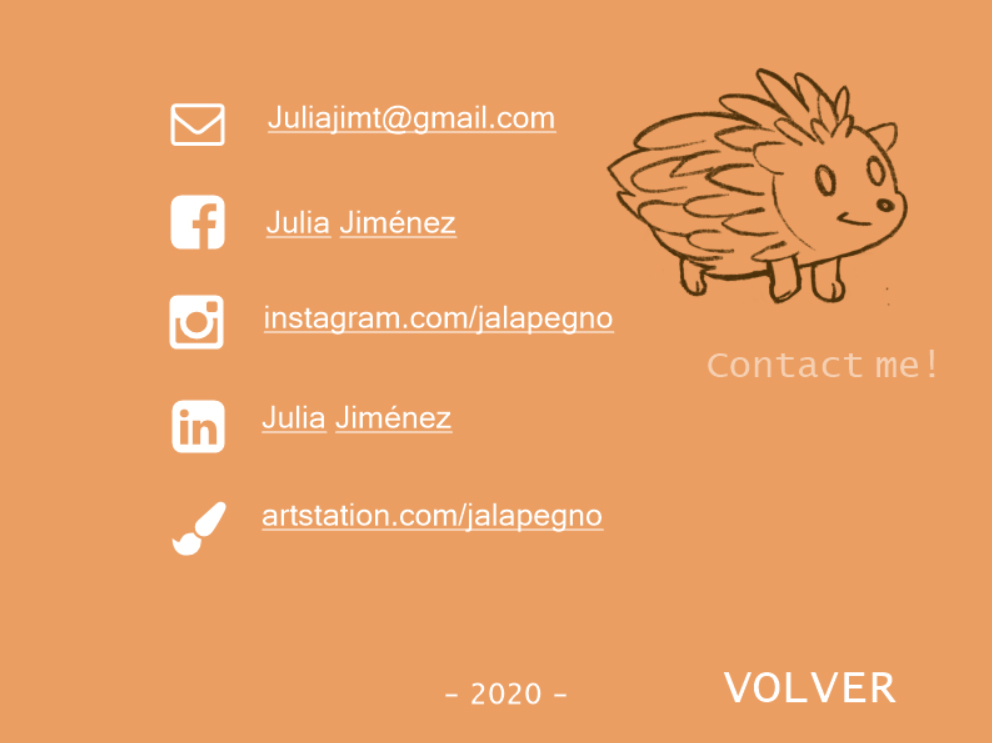 Juliajimt@gmail.com
Julia Jiménez
instagram.com/jalapegno
Contact me!
Julia Jiménez
artstation.com/jalapegno
- 2020 -
VOLVER